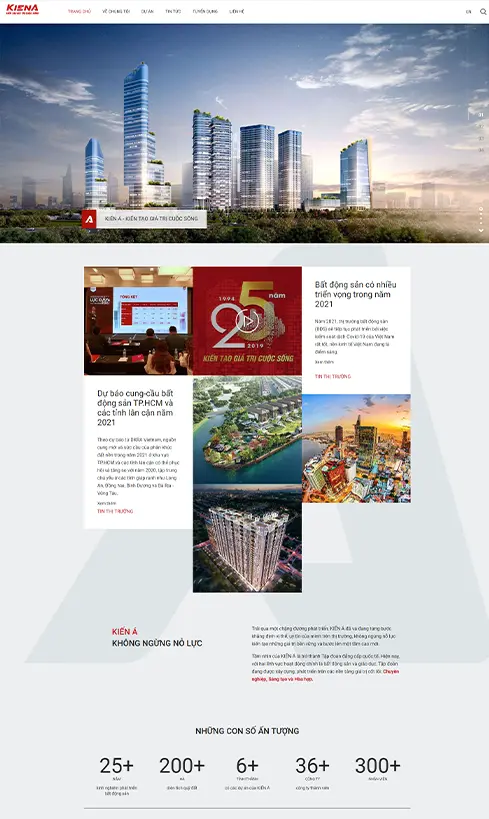 KIẾN Á
TRANG CHỦ VỀ CHÚNG TÔI DỰ ÁN TIN TỨC TUYỂN DỤNG LIÊN HỆ
EN
KIẾN Á - KIẾN TẠO GIÁ TRỊ CUỘC SỐNG
TỔNG KẾT
1994
25 năm
2019
KIẾN TẠO GIÁ TRỊ CUỘC SỐNG
Bất động sản có nhiều
triển vọng trong năm
2021
Năm 2021, thị trường bất động sản
(BĐS) sẽ tiếp tục phát triển bởi việc
kiểm soát dịch Covid-19 của Việt Nam
rất tốt, nền kinh tế Việt Nam đang là
điểm sáng.
Xem thêm
TIN THỊ TRƯỜNG
Dự báo cung-cầu bất
động sản TP.HCM và
các tỉnh lân cận năm
2021
Theo dự báo từ DKRA Vietnam, nguồn
cung mới và sức cầu của phân khúc
đất nền trong năm 2021 ở khu vực
TP.HCM và các tỉnh lân cận có thể phục
hồi và tăng so với năm 2020, tập trung
chủ yếu ở các tỉnh giáp ranh như Long
An, Đồng Nai, Bình Dương và Bà Rịa -
Vũng Tàu.
Xem thêm
TIN THỊ TRƯỜNG
KIẾN Á
KHÔNG NGỪNG NỖ LỰC
Trải qua một chặng đường phát triển, KIẾN Á đã và đang từng bước
khẳng định vị thế, uy tín của mình trên thị trường, không ngừng nỗ lực
kiến tạo những giá trị bền vững và bước lên một tầm cao mới.
Tầm nhìn của KIẾN Á là trở thành Tập đoàn đẳng cấp quốc tế. Hiện nay,
với hai lĩnh vực hoạt động chính là bất động sản và giáo dục, Tập đoàn
đang được xây dựng, phát triển trên các nền tảng giá trị cốt lõi: Chuyên
nghiệp, Sáng tạo và Hòa hợp.
NHỮNG CON SỐ ẤN TƯỢNG
25+ 200+ 6+ 36+ 300+
NĂM HA TỈNH THÀNH CÔNG TY NHÂN VIÊN
kinh nghiệm phát triển diện tích quỹ đất có các dự án của KIẾN Á công ty thành viên
bất động sản